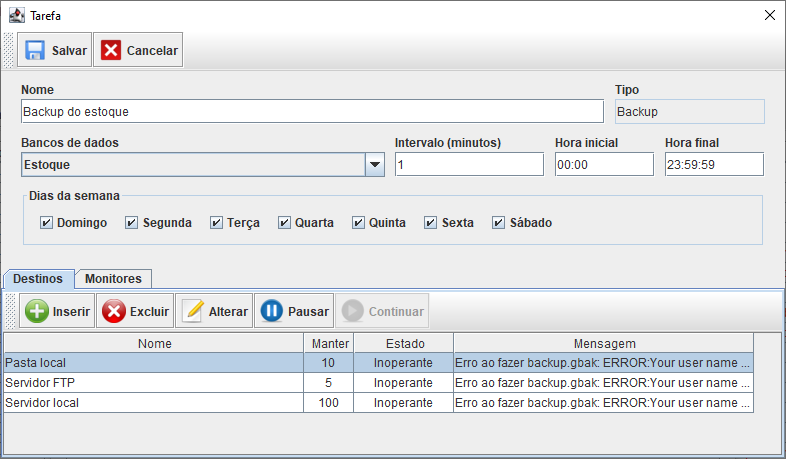 Tarefa
Salvar Cancelar
Nome Tipo
Backup do estoque Backup
Bancos de dados Intervalo (minutos) Hora inicial Hora final
Estoque 1 00:00 23:59:59
Dias da semana
Domingo Segunda Terça Quarta Quinta Sexta Sábado
Destinos Monitores
Inserir Excluir Alterar Pausar Continuar
Nome Manter Estado Mensagem
Pasta local 10 Inoperante Erro ao fazer backup.gbak: ERROR:Your user name ...
Servidor FTP 5 Inoperante Erro ao fazer backup.gbak: ERROR:Your user name ...
Servidor local 100 Inoperante Erro ao fazer backup.gbak: ERROR:Your user name ...